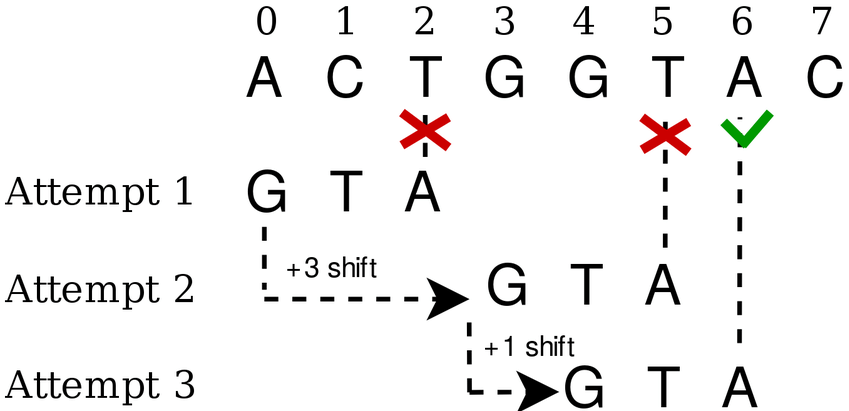 0 1 2 3 4 5 6 7
A C T G G T A C
Attempt 1 G T A
+3 shift
Attempt 2 G T A
+1 shift
Attempt 3 G T A